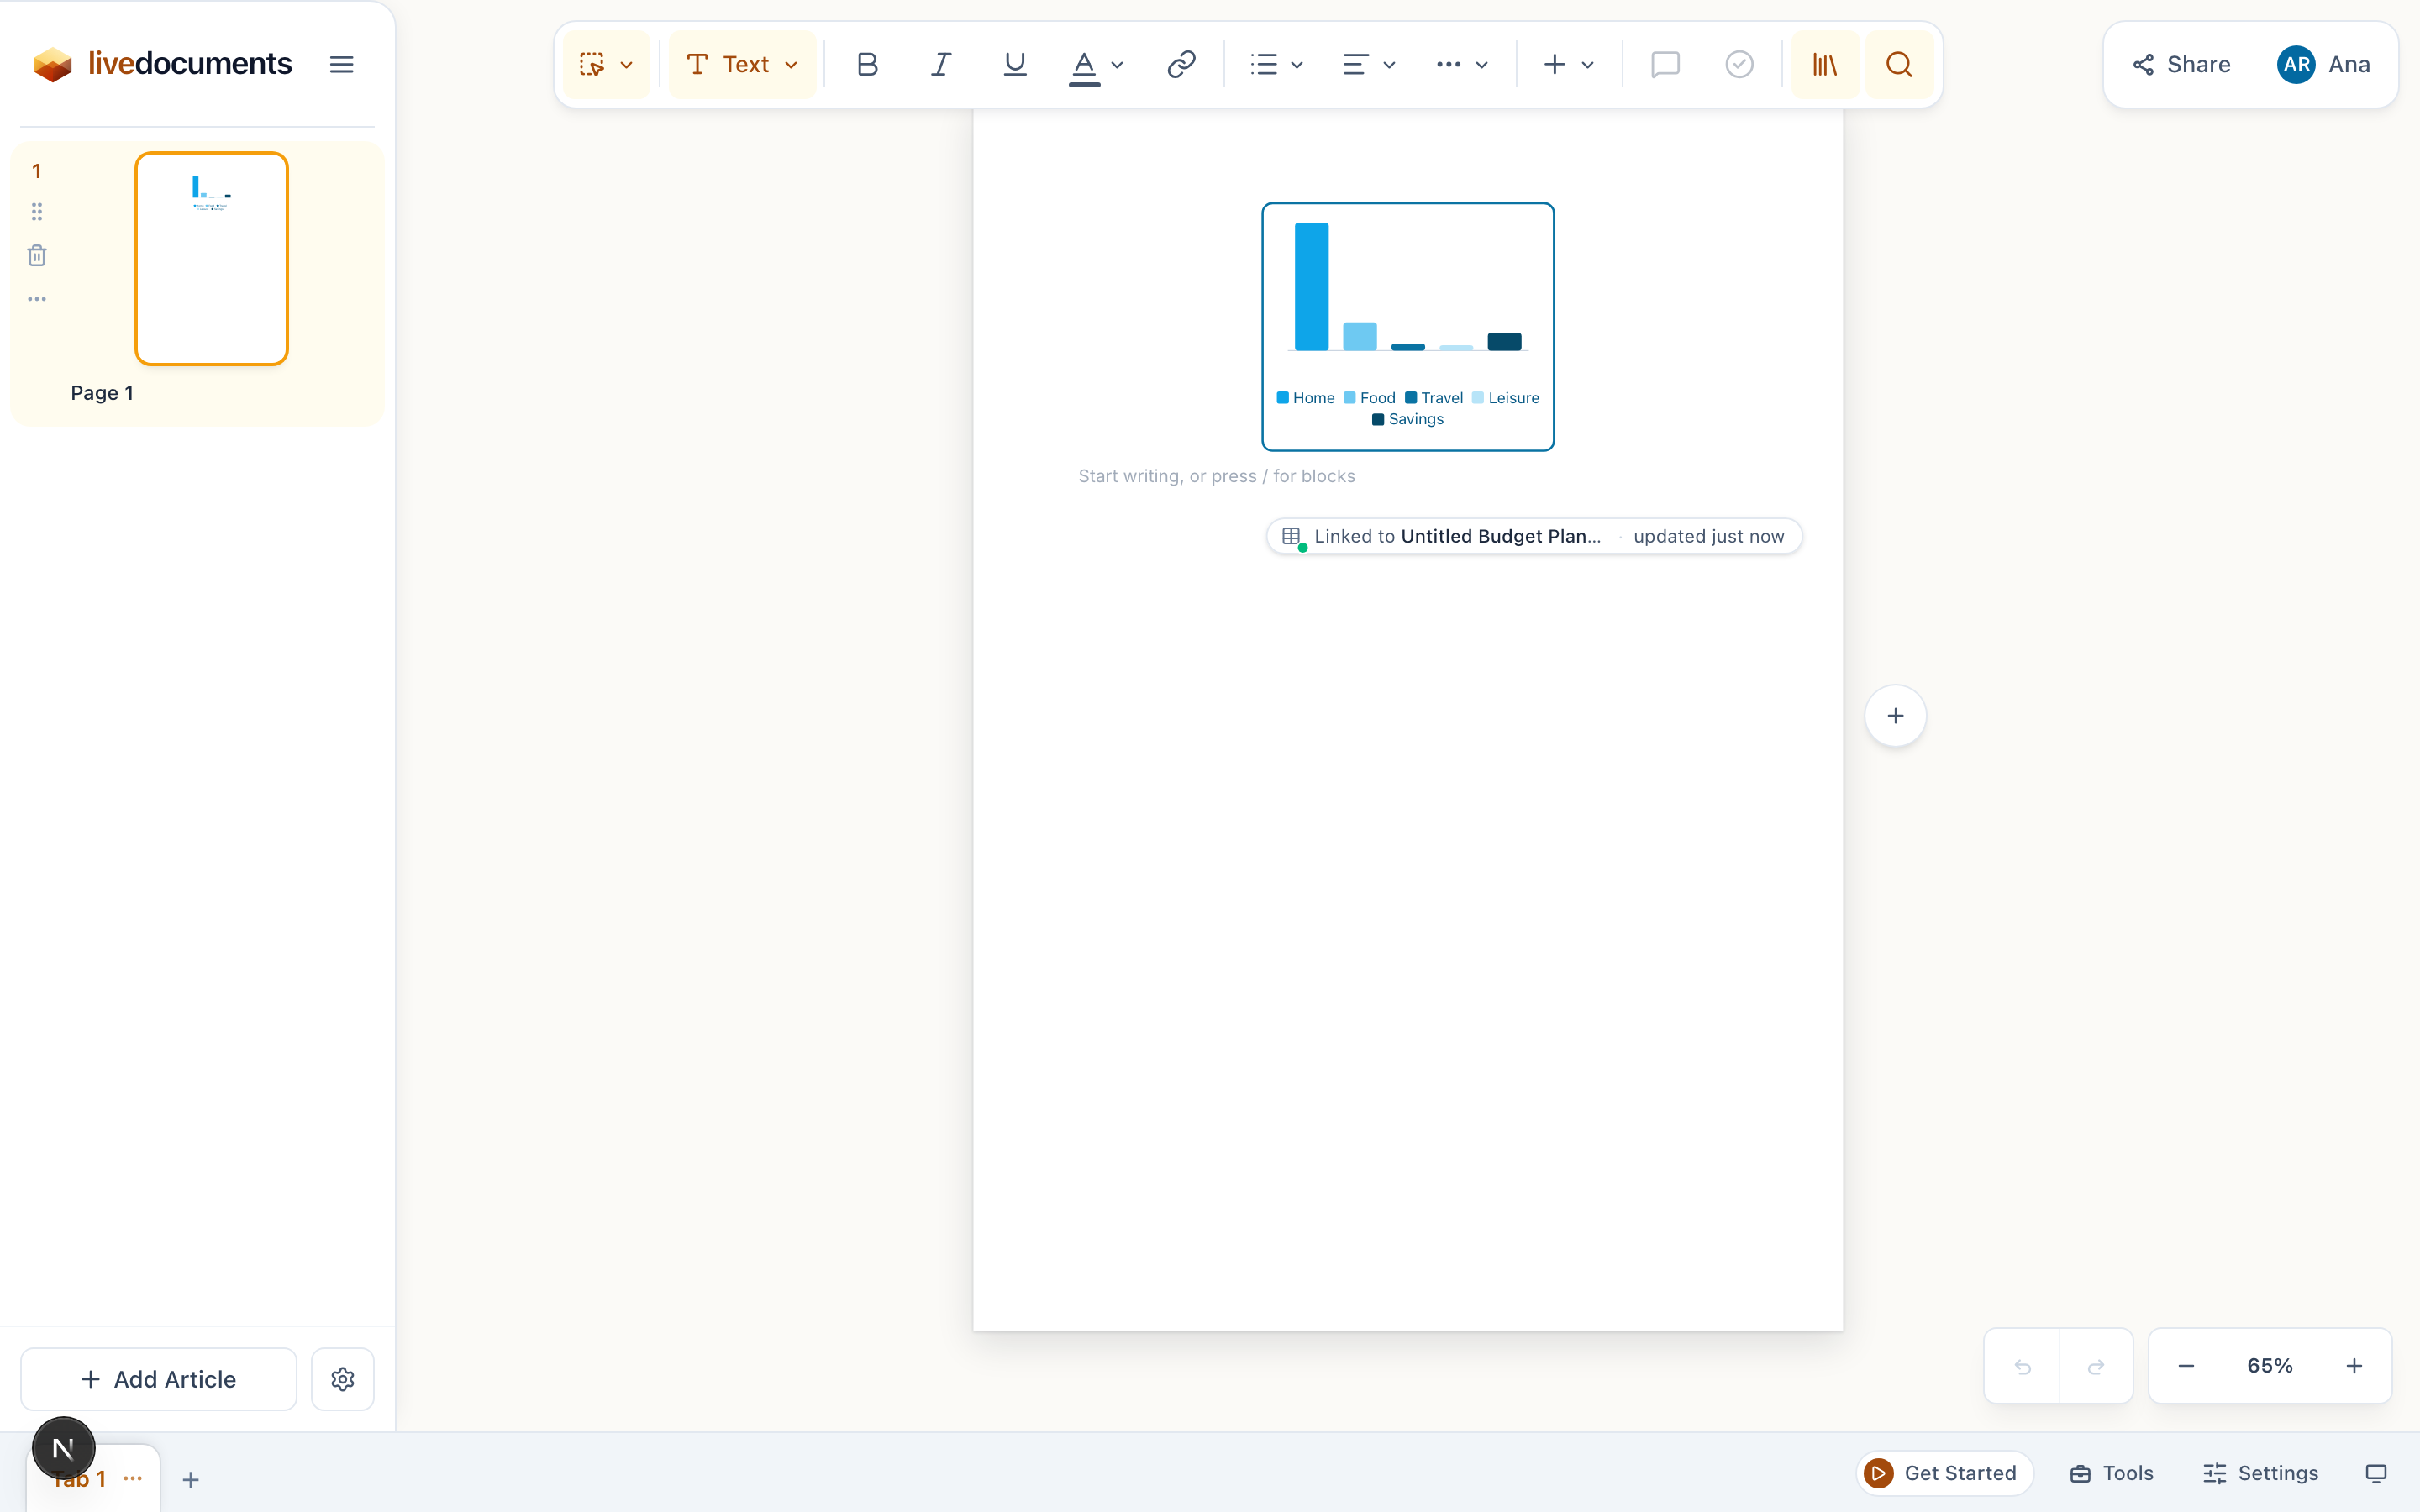 livedocuments
Text
Share
AR
Ana
1
Page 1
Home Food Travel Leisure
Savings
Start writing, or press / for blocks
Linked to Untitled Budget Plan... · updated just now
65%
Add Article
N
Tab 1
Get Started
Tools
Settings